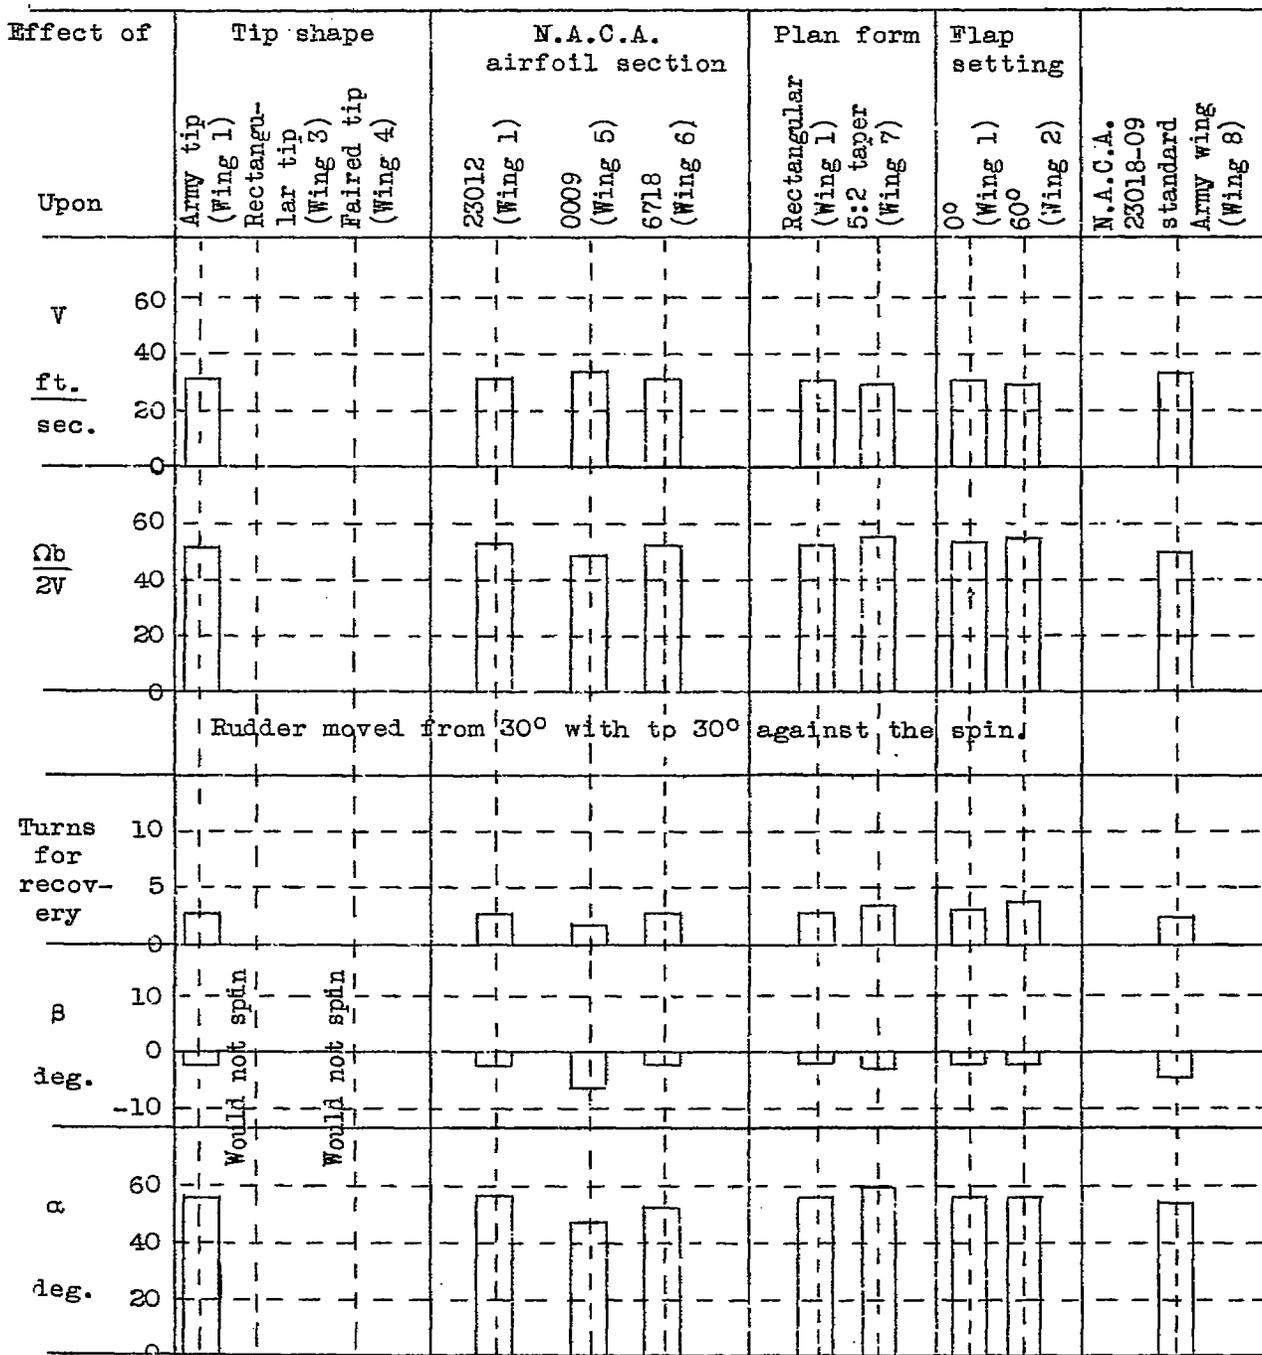 Effect of
Tip shape
N.A.C.A.
airfoil section
Plan form
Flap
setting
Upon
Army tip
(Wing 1)
Rectangu-
lar tip
(Wing 3)
Faired tip
(Wing 4)
23012
(Wing 1)
0009
(Wing 5)
6718
(Wing 6)
Rectangular
(Wing 1)
5:2 taper
(Wing 7)
0°
(Wing 1)
60°
(Wing 2)
N.A.C.A.
23018-09
standard
Army wing
(Wing 8)
V
ft.
sec.
60
40
20
0
Ωb
2V
60
40
20
0
Rudder moved from 30° with to 30° against the spin.
Turns
for
recov-
ery
10
5
0
β
deg.
10
0
-10
Would not spin
Would not spin
α
deg.
60
40
20
0